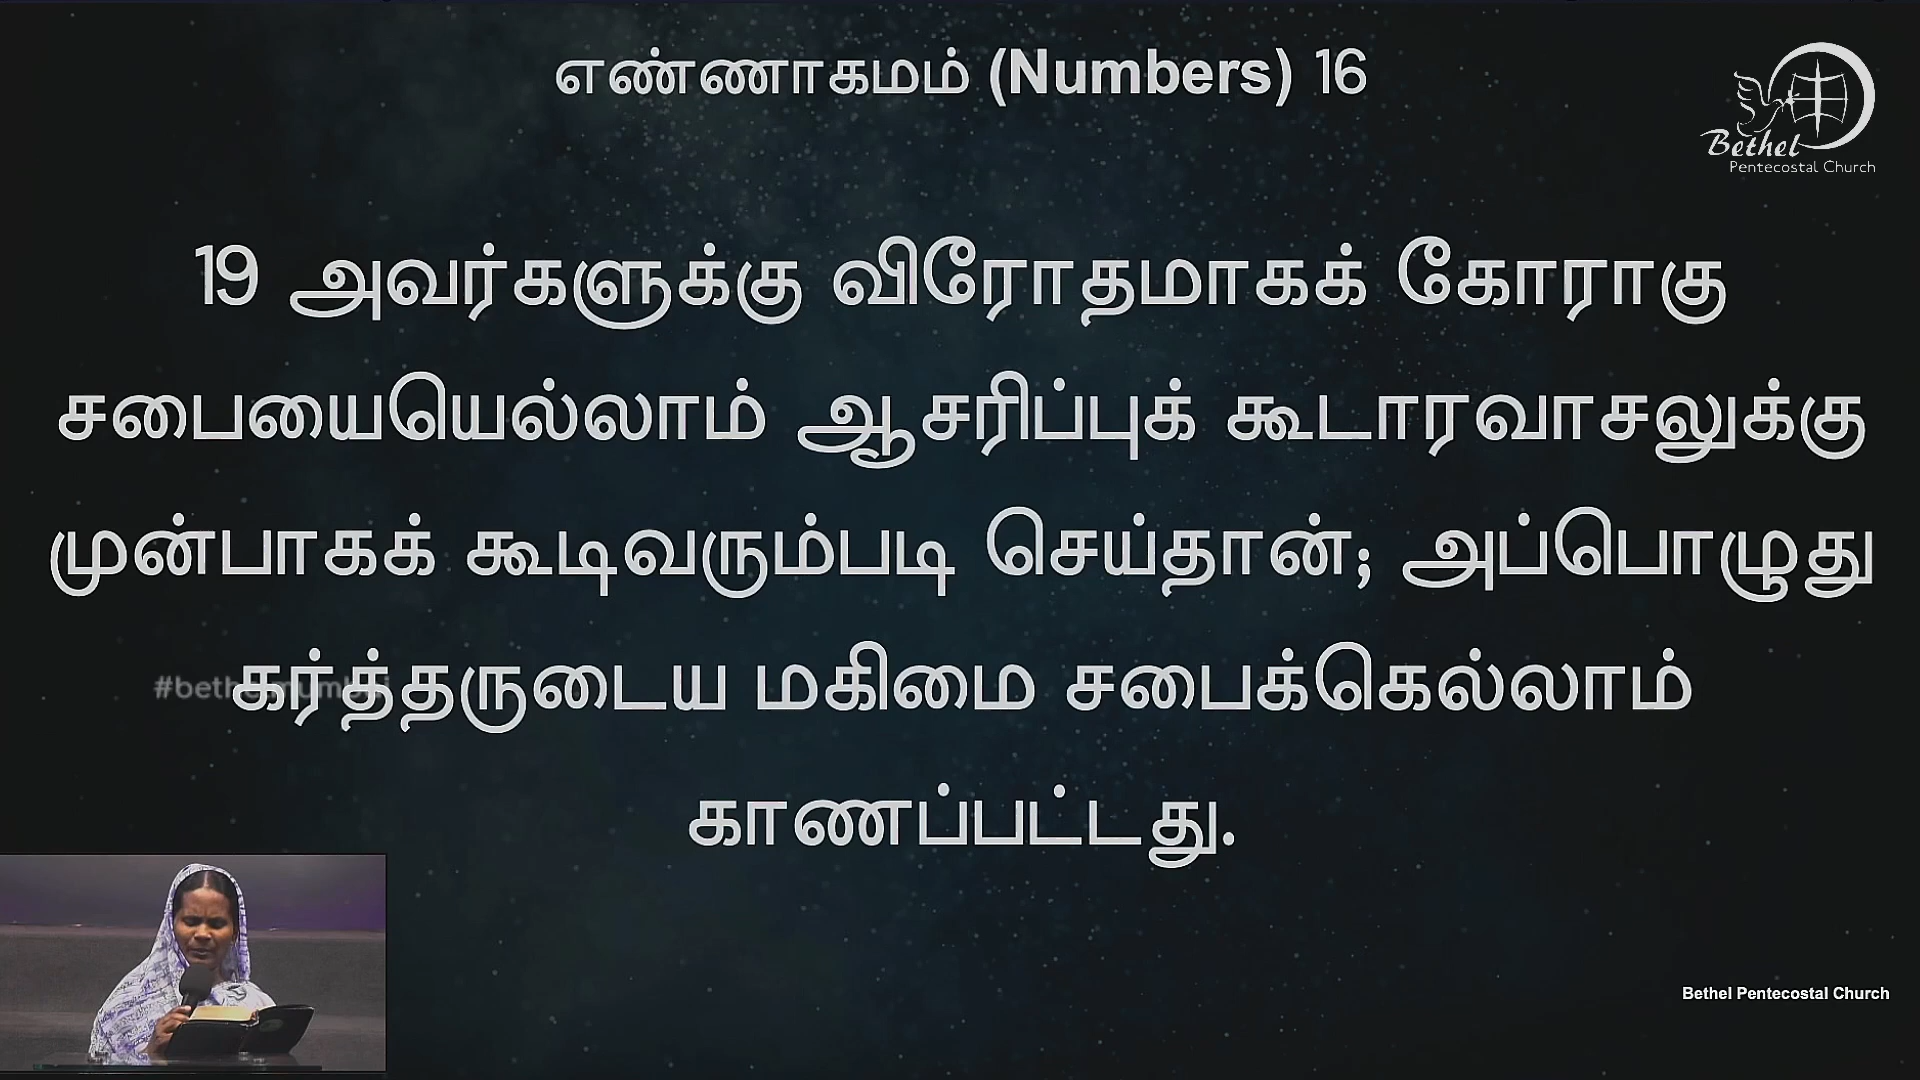 எண்ணாகமம் (Numbers) 16
Bethel
Pentecostal Church
19 அவர்களுக்கு விரோதமாகக் கோராகு
சபையையெல்லாம் ஆசரிப்புக் கூடாரவாசலுக்கு
முன்பாகக் கூடிவரும்படி செய்தான்; அப்பொழுது
கர்த்தருடைய மகிமை சபைக்கெல்லாம்
காணப்பட்டது.
#bethelmumbai
Bethel Pentecostal Church